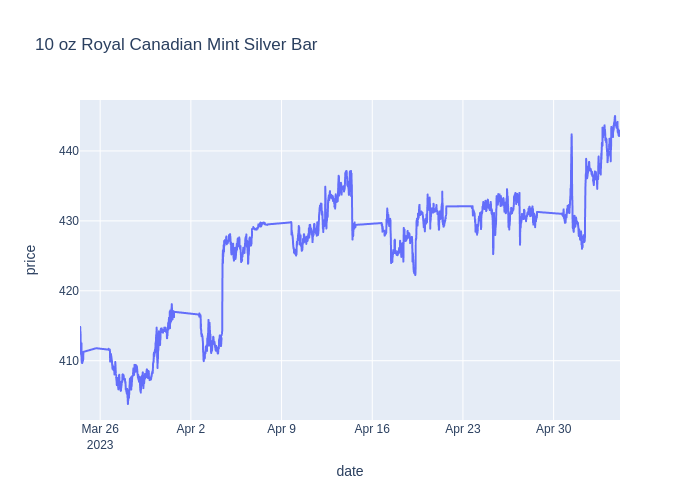 10 oz Royal Canadian Mint Silver Bar
440
430
420
410
price
Mar 26
2023
Apr 2
Apr 9
Apr 16
Apr 23
Apr 30
date